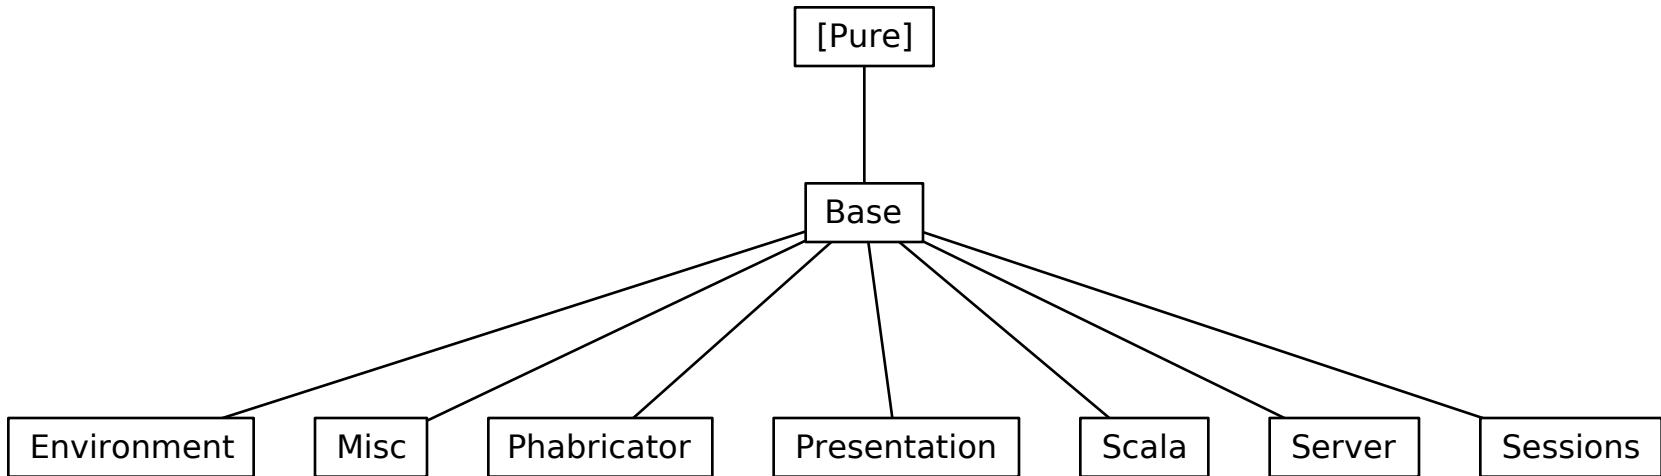 [Pure]
Base
Environment
Misc
Phabricator
Presentation
Scala
Server
Sessions